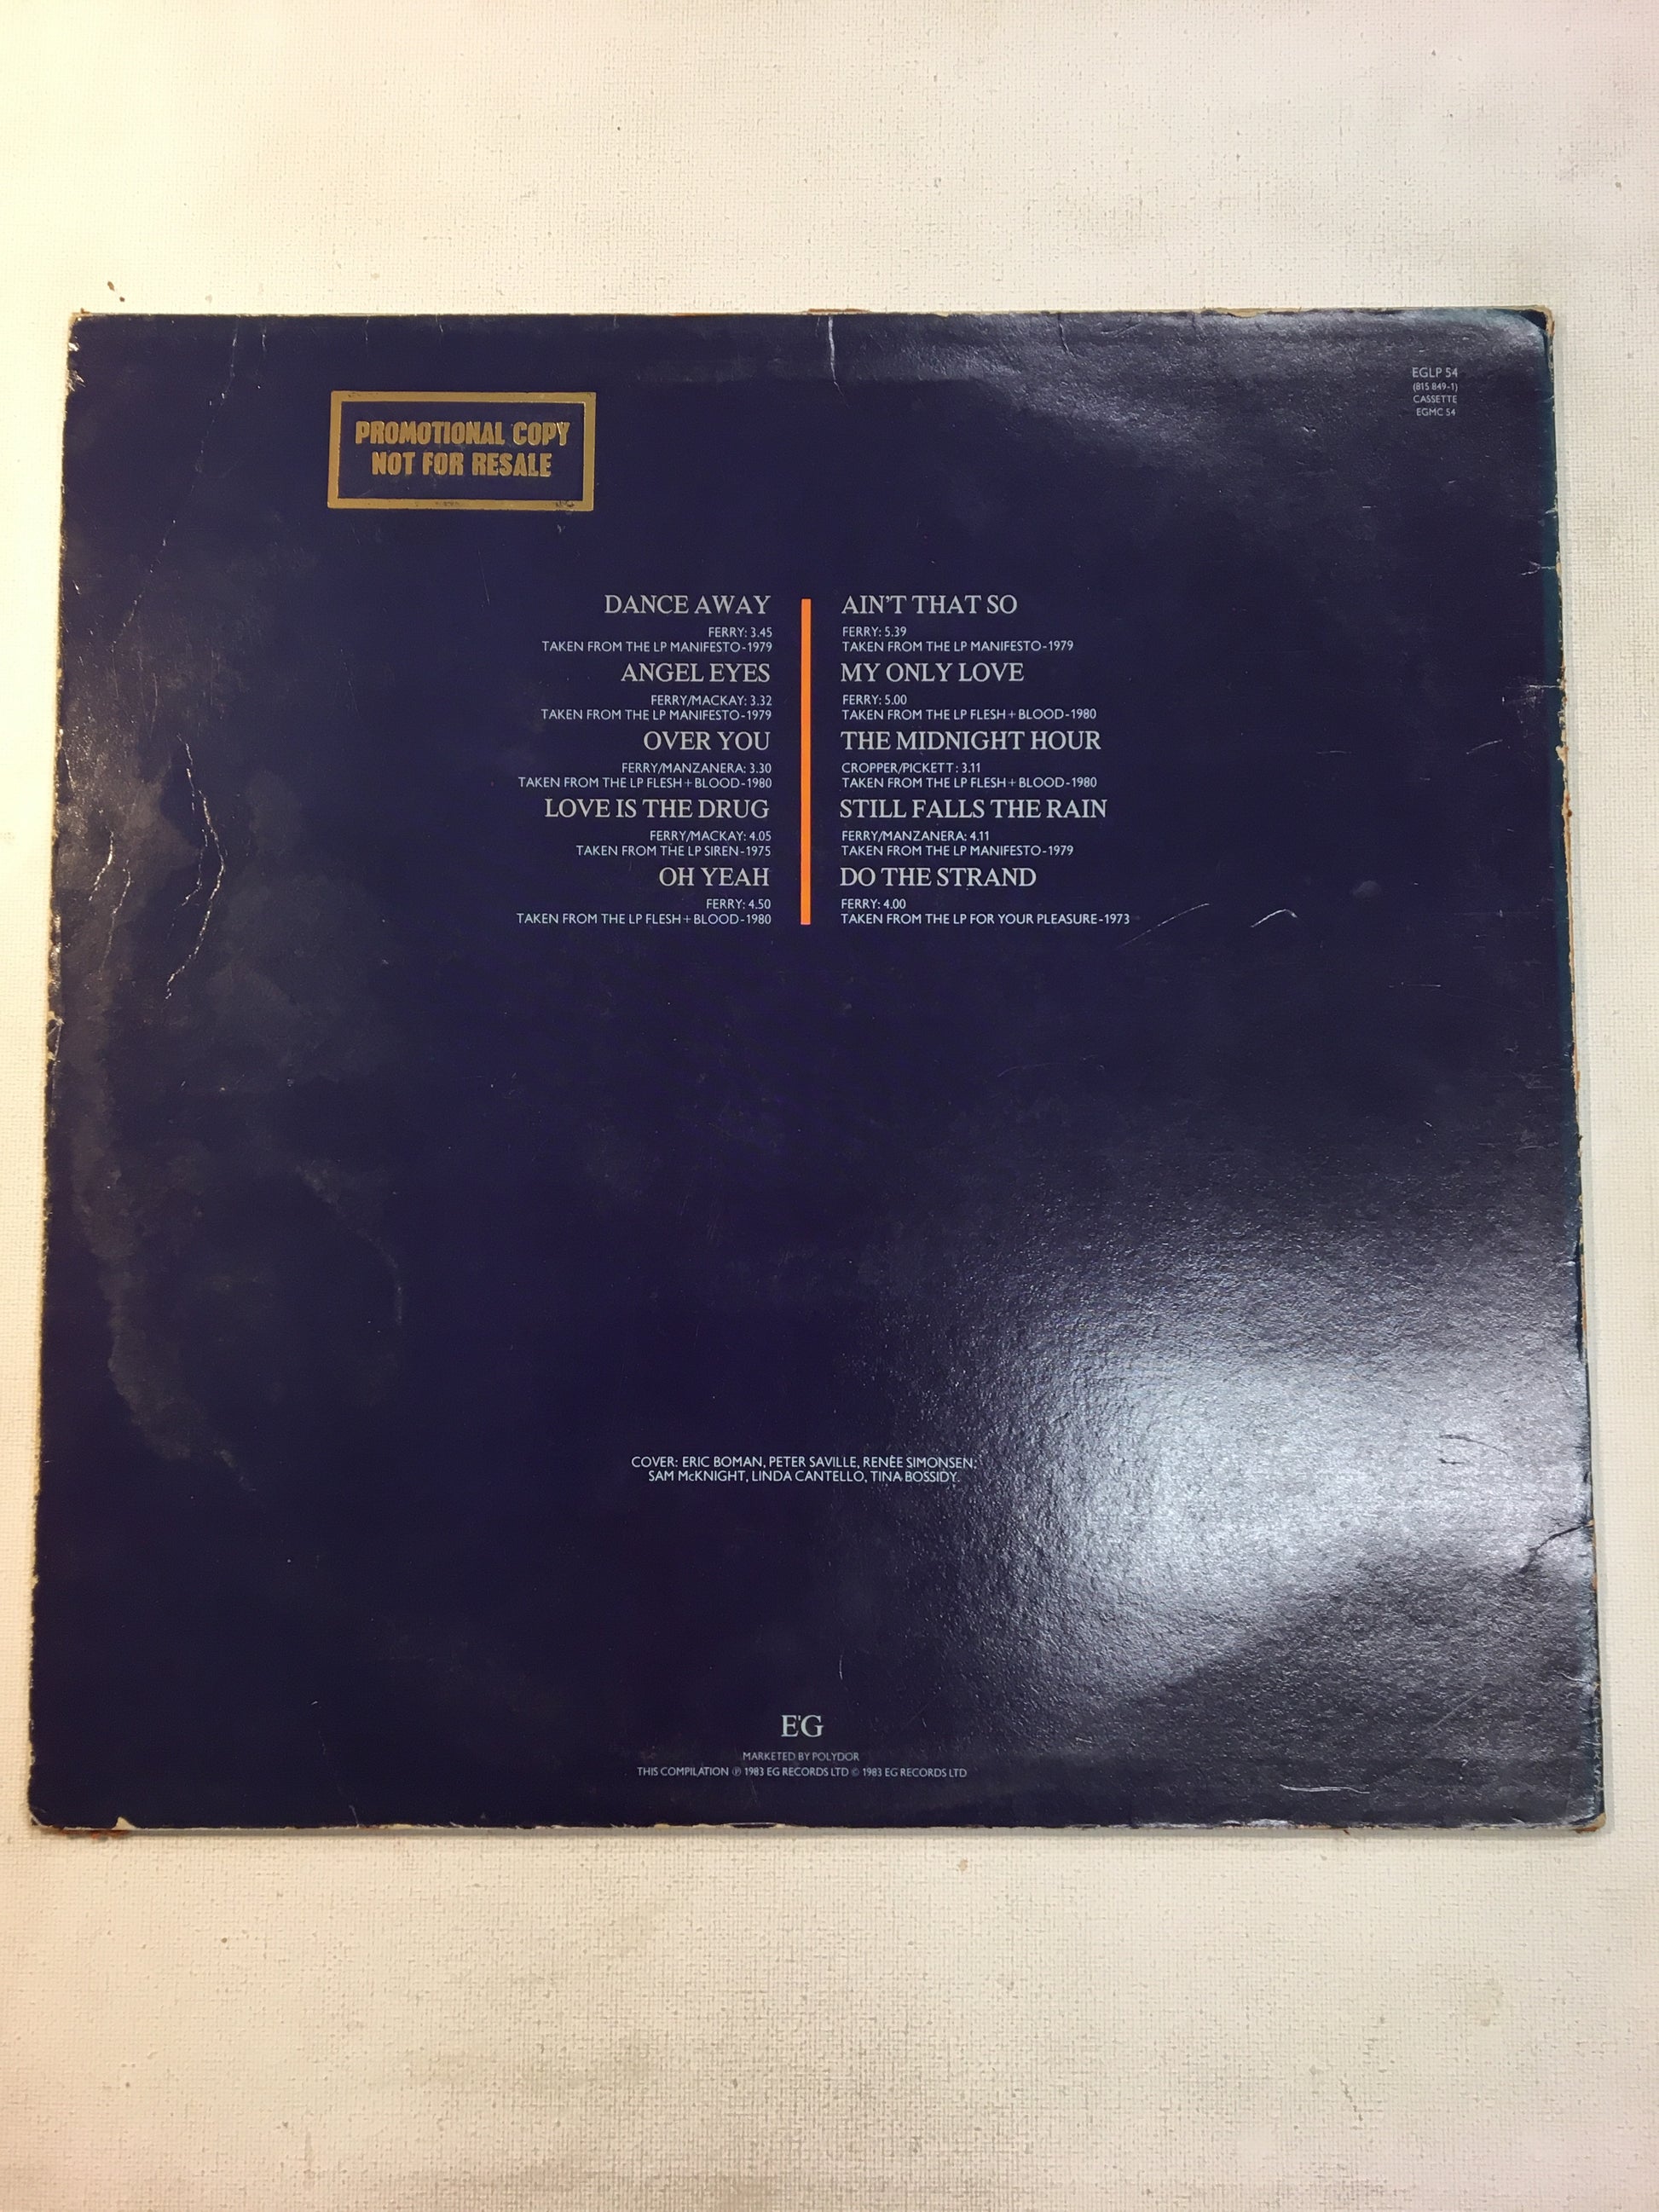 EGLP 54
(815 849-1)
CASSETTE
EGMC 54
PROMOTIONAL COPY
NOT FOR RESALE
DANCE AWAY
FERRY: 3.45
TAKEN FROM THE LP MANIFESTO-1979
ANGEL EYES
FERRY/MACKAY: 3.32
TAKEN FROM THE LP MANIFESTO-1979
OVER YOU
FERRY/MANZANERA: 3.30
TAKEN FROM THE LP FLESH+BLOOD-1980
LOVE IS THE DRUG
FERRY/MACKAY: 4.05
TAKEN FROM THE LP SIREN-1975
OH YEAH
FERRY: 4.50
TAKEN FROM THE LP FLESH+BLOOD-1980
AIN'T THAT SO
FERRY: 5.39
TAKEN FROM THE LP MANIFESTO-1979
MY ONLY LOVE
FERRY: 5.00
TAKEN FROM THE LP FLESH+BLOOD-1980
THE MIDNIGHT HOUR
CROPPER/PICKETT: 3.11
TAKEN FROM THE LP FLESH+BLOOD-1980
STILL FALLS THE RAIN
FERRY/MANZANERA: 4.11
TAKEN FROM THE LP MANIFESTO-1979
DO THE STRAND
FERRY: 4.00
TAKEN FROM THE LP FOR YOUR PLEASURE-1973
COVER: ERIC BOMAN, PETER SAVILLE, RENÉE SIMONSEN,
SAM McKNIGHT, LINDA CANTELLO, TINA BOSSIDY.
E'G
MARKETED BY POLYDOR
THIS COMPILATION ℗ 1983 EG RECORDS LTD © 1983 EG RECORDS LTD